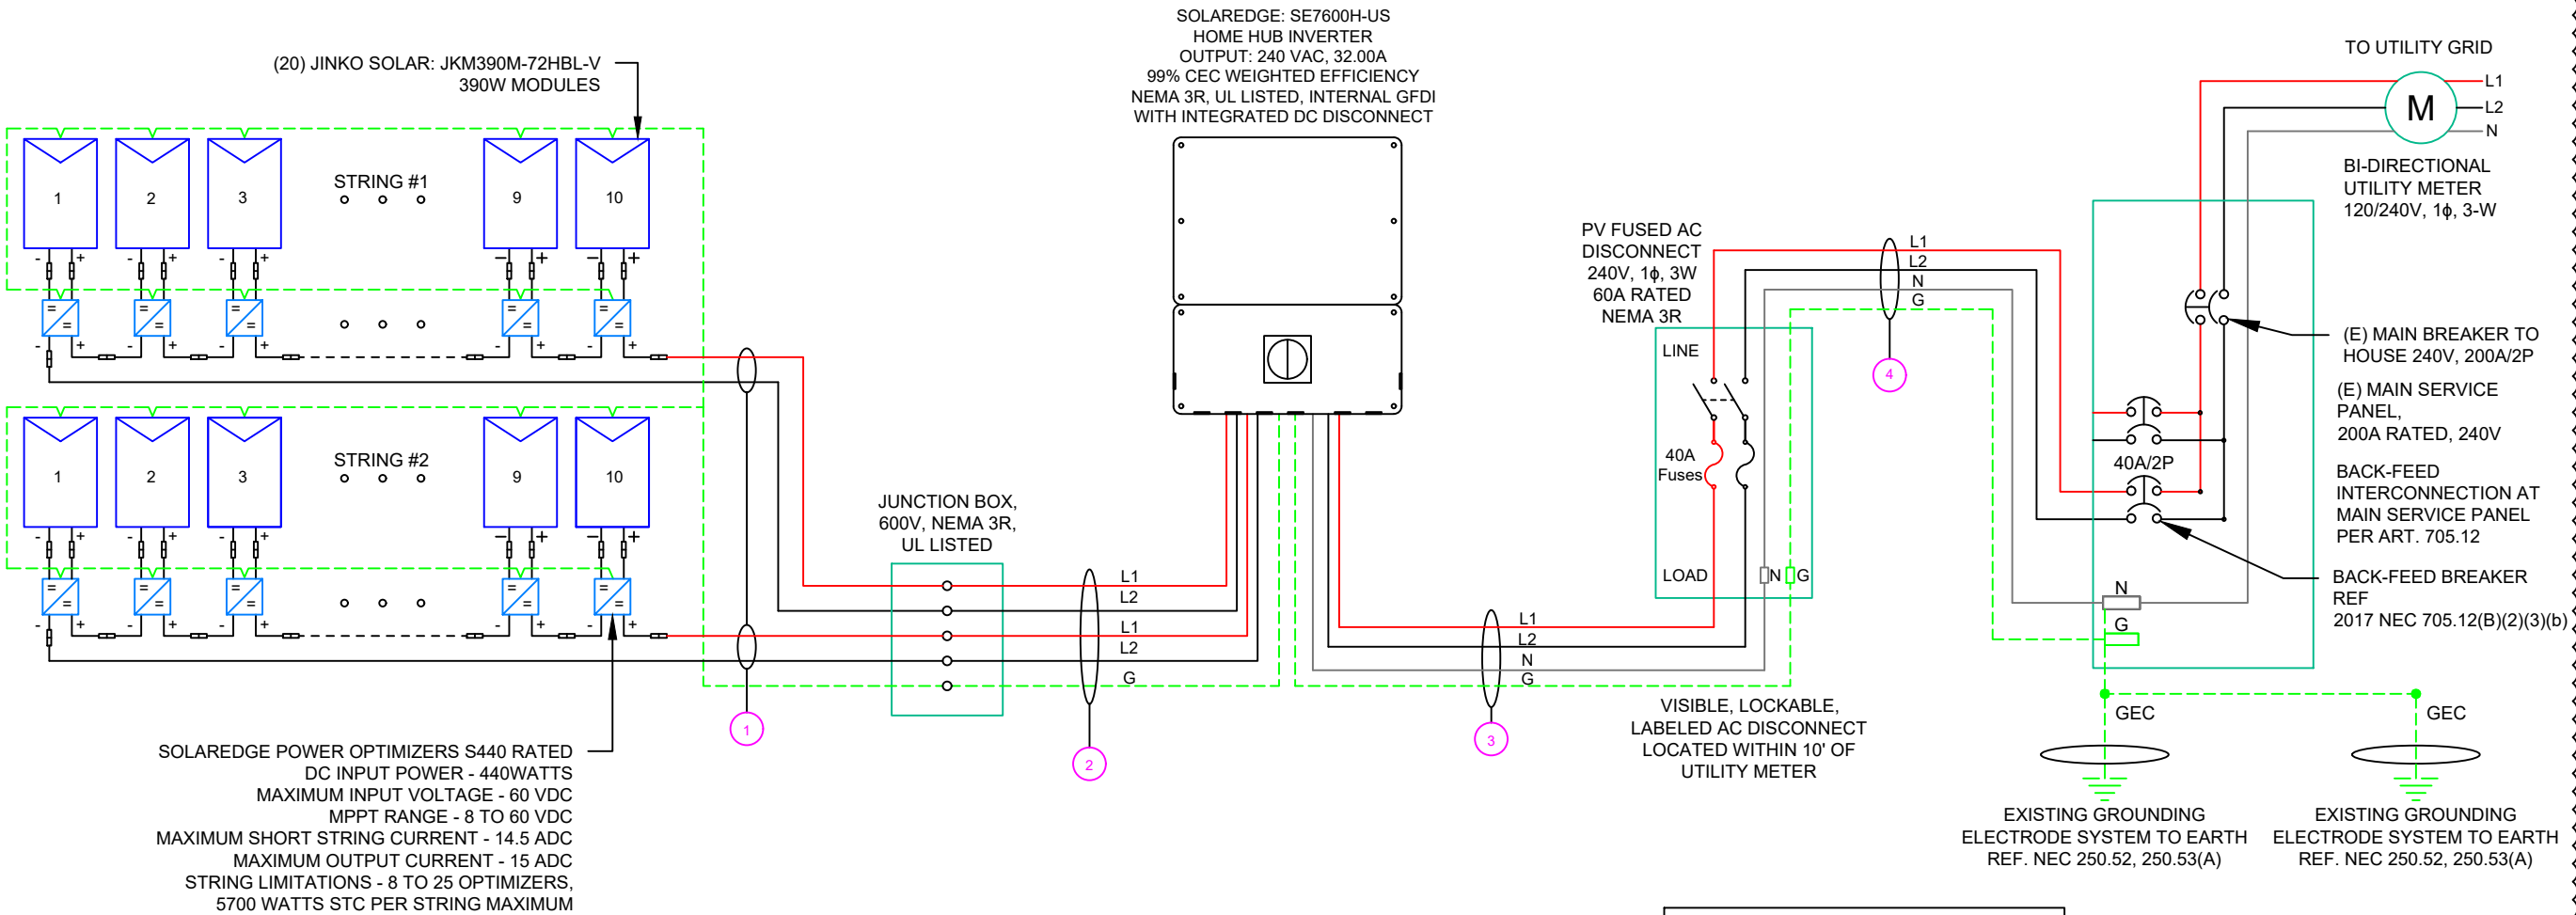 (20) JINKO SOLAR: JKM390M-72HBL-V
390W MODULES
1
2
3
STRING #1
9
10
-
+
-
+
-
+
-
+
-
+
=
=
=
=
=
=
=
=
=
=
-
+
-
+
-
+
-
+
-
+
1
2
3
STRING #2
9
10
-
+
-
+
-
+
-
+
-
+
=
=
=
=
=
=
=
=
=
=
-
+
-
+
-
+
-
+
-
+
SOLAREDGE POWER OPTIMIZERS S440 RATED
DC INPUT POWER - 440WATTS
MAXIMUM INPUT VOLTAGE - 60 VDC
MPPT RANGE - 8 TO 60 VDC
MAXIMUM SHORT STRING CURRENT - 14.5 ADC
MAXIMUM OUTPUT CURRENT - 15 ADC
STRING LIMITATIONS - 8 TO 25 OPTIMIZERS,
5700 WATTS STC PER STRING MAXIMUM
1
JUNCTION BOX,
600V, NEMA 3R,
UL LISTED
L1
L2
L1
L2
G
2
SOLAREDGE: SE7600H-US
HOME HUB INVERTER
OUTPUT: 240 VAC, 32.00A
99% CEC WEIGHTED EFFICIENCY
NEMA 3R, UL LISTED, INTERNAL GFDI
WITH INTEGRATED DC DISCONNECT
L1
L2
N
G
3
PV FUSED AC
DISCONNECT
240V, 1ϕ, 3W
60A RATED
NEMA 3R
LINE
40A
Fuses
LOAD
N
G
VISIBLE, LOCKABLE,
LABELED AC DISCONNECT
LOCATED WITHIN 10' OF
UTILITY METER
L1
L2
N
G
4
TO UTILITY GRID
M
L1
L2
N
BI-DIRECTIONAL
UTILITY METER
120/240V, 1ϕ, 3-W
(E) MAIN BREAKER TO
HOUSE 240V, 200A/2P
(E) MAIN SERVICE
PANEL,
200A RATED, 240V
40A/2P
BACK-FEED
INTERCONNECTION AT
MAIN SERVICE PANEL
PER ART. 705.12
BACK-FEED BREAKER
REF
2017 NEC 705.12(B)(2)(3)(b)
N
G
GEC
GEC
EXISTING GROUNDING
ELECTRODE SYSTEM TO EARTH
REF. NEC 250.52, 250.53(A)
EXISTING GROUNDING
ELECTRODE SYSTEM TO EARTH
REF. NEC 250.52, 250.53(A)